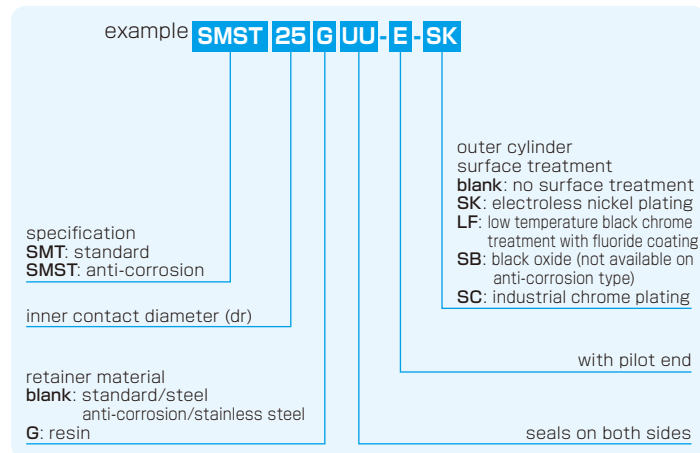 example SMST 25 G UU - E - SK
outer cylinder
surface treatment
blank: no surface treatment
SK: electroless nickel plating
LF: low temperature black chrome
treatment with fluoride coating
SB: black oxide (not available on
anti-corrosion type)
SC: industrial chrome plating
specification
SMT: standard
SMST: anti-corrosion
inner contact diameter (dr)
with pilot end
retainer material
blank: standard/steel
anti-corrosion/stainless steel
G: resin
seals on both sides